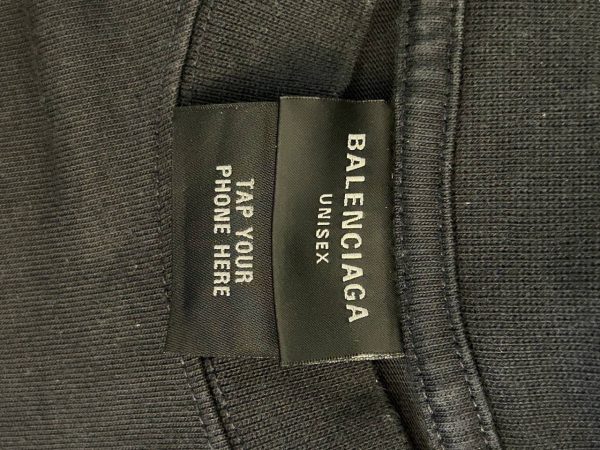 BALENCIAGA
UNISEX
TAP YOUR
PHONE HERE